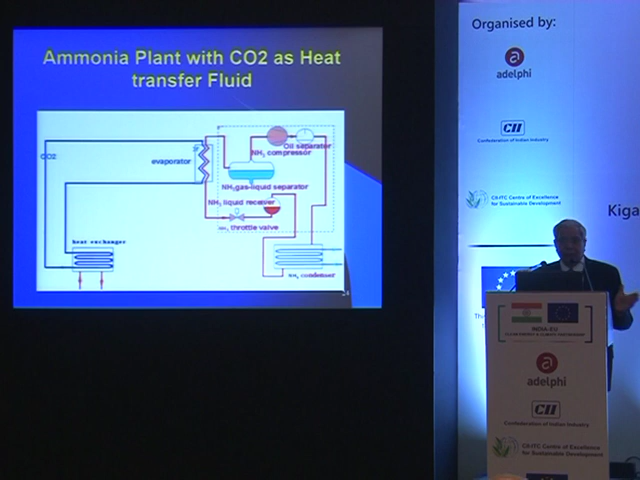 Ammonia Plant with CO2 as Heat
transfer Fluid
CO2
evaporator
Oil separator
NH3 compressor
NH3 gas-liquid separator
NH3 liquid receiver
throttle valve
heat exchanger
NH3 condenser
Organised by:
adelphi
CII
Confederation of Indian Industry
CII-ITC Centre of Excellence
for Sustainable Development
Kiga
INDIA-EU
adelphi
CII
Confederation of Indian Industry
CII-ITC Centre of Excellence
for Sustainable Development